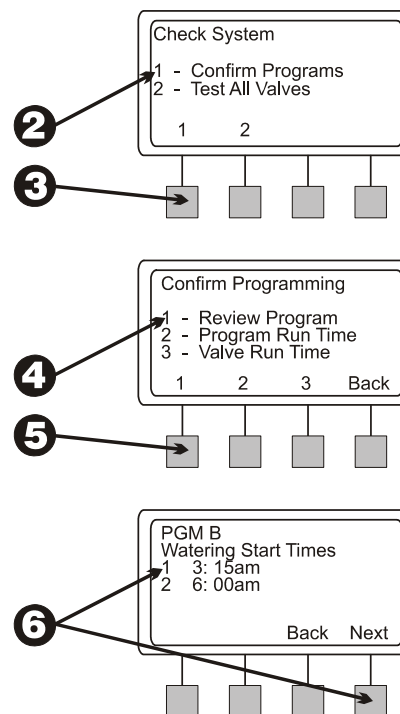 Check System
1 - Confirm Programs
2 - Test All Valves
1 2
2
3
Confirm Programming
1 - Review Program
2 - Program Run Time
3 - Valve Run Time
1 2 3 Back
4
5
PGM B
Watering Start Times
1 3: 15am
2 6: 00am
Back Next
6